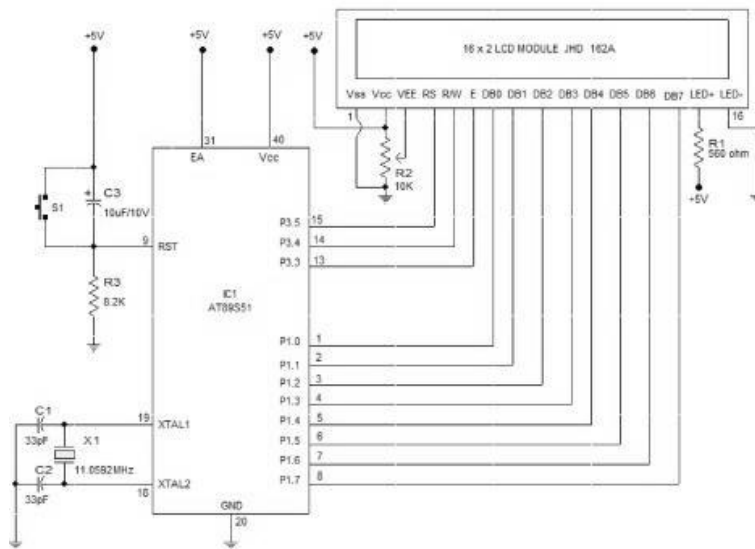 16 x 2 LCD MODULE JHD 162A
Vss Vcc VEE RS R/W E DB0 DB1 DB2 DB3 DB4 DB5 DB6 DB7 LED+ LED-
1
16
+5V
+5V
+5V
+5V
31
40
EA
Vcc
R2
10K
R1
560 ohm
+5V
S1
+
C3
10uF/10V
9
RST
R3
8.2K
IC1
AT89S51
P3.5
15
P3.4
14
P3.3
13
P1.0
1
P1.1
2
P1.2
3
P1.3
4
P1.4
5
P1.5
6
P1.6
7
P1.7
8
C1
33pF
19
XTAL1
X1
11.0592MHz
C2
33pF
18
XTAL2
GND
20